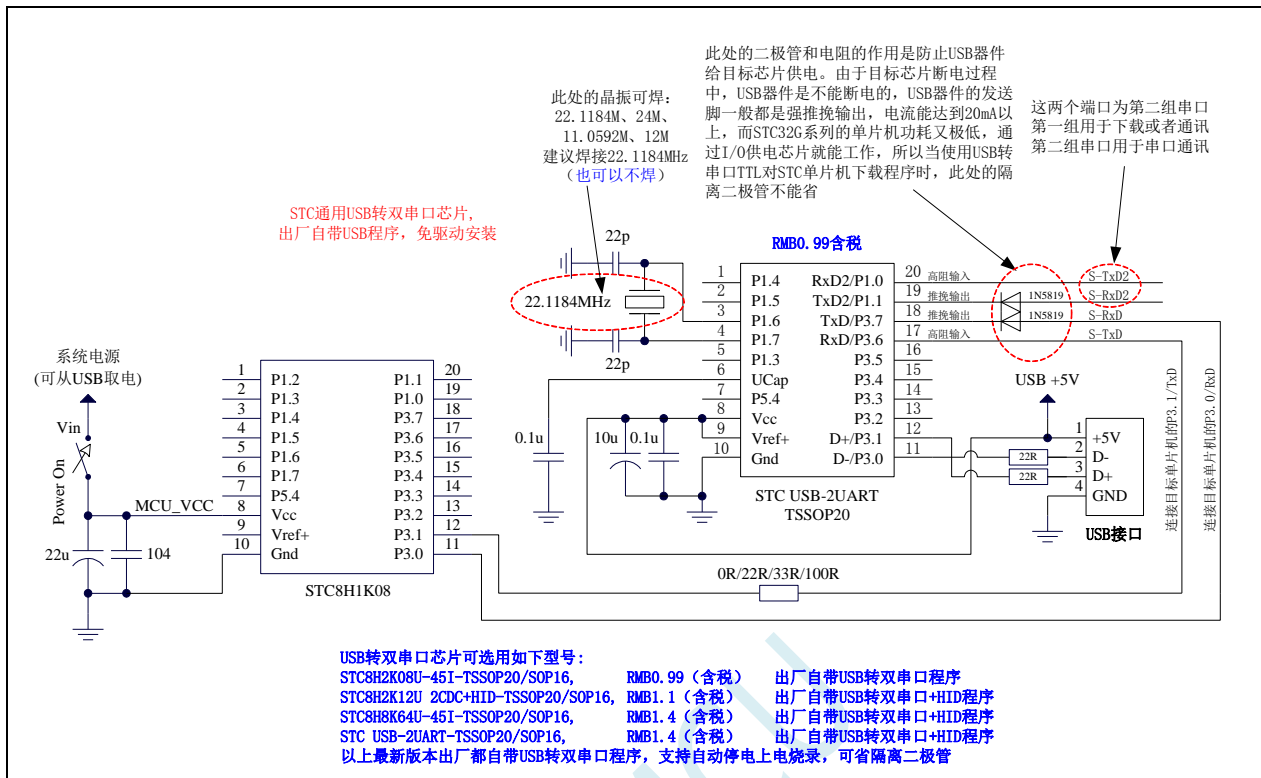 此处的二极管和电阻的作用是防止USB器件
给目标芯片供电。由于目标芯片断电过程
中，USB器件是不能断电的，USB器件的发送
脚一般都是强推挽输出，电流能达到20mA以
上，而STC32G系列的单片机功耗又极低，通
过I/O供电芯片就能工作，所以当使用USB转
串口TTL对STC单片机下载程序时，此处的隔
离二极管不能省
此处的晶振可焊：
22.1184M、24M、
11.0592M、12M
建议焊接22.1184MHz
（也可以不焊）
这两个端口为第二组串口
第一组用于下载或者通讯
第二组串口用于串口通讯
STC通用USB转双串口芯片,
出厂自带USB程序，免驱动安装
RMB0.99含税
22p
22.1184MHz
22p
1 P1.4
2 P1.5
3 P1.6
4 P1.7
5 P1.3
6 UCap
7 P5.4
8 Vcc
9 Vref+
10 Gnd
RxD2/P1.0 20 高阻输入 S-TxD2
TxD2/P1.1 19 推挽输出 1N5819 S-RxD2
TxD/P3.7 18 推挽输出 1N5819 S-RxD
RxD/P3.6 17 高阻输入 S-TxD
P3.5 16
P3.4 15
P3.3 14
P3.2 13
D+/P3.1 12
D-/P3.0 11
STC USB-2UART
TSSOP20
0.1u
10u
0.1u
USB +5V
1 +5V
2 D-
3 D+
4 GND
22R
22R
USB接口
连接目标单片机的P3.1/TxD
连接目标单片机的P3.0/RxD
系统电源
(可从USB取电)
Vin
Power On
MCU_VCC
22u
104
1 P1.2
2 P1.3
3 P1.4
4 P1.5
5 P1.6
6 P1.7
7 P5.4
8 Vcc
9 Vref+
10 Gnd
P1.1 20
P1.0 19
P3.7 18
P3.6 17
P3.5 16
P3.4 15
P3.3 14
P3.2 13
P3.1 12
P3.0 11
STC8H1K08
0R/22R/33R/100R
USB转双串口芯片可选用如下型号:
STC8H2K08U-45I-TSSOP20/SOP16, RMB0.99（含税） 出厂自带USB转双串口程序
STC8H2K12U 2CDC+HID-TSSOP20/SOP16, RMB1.1（含税） 出厂自带USB转双串口+HID程序
STC8H8K64U-45I-TSSOP20/SOP16, RMB1.4（含税） 出厂自带USB转双串口+HID程序
STC USB-2UART-TSSOP20/SOP16, RMB1.4（含税） 出厂自带USB转双串口+HID程序
以上最新版本出厂都自带USB转双串口程序，支持自动停电上电烧录，可省隔离二极管